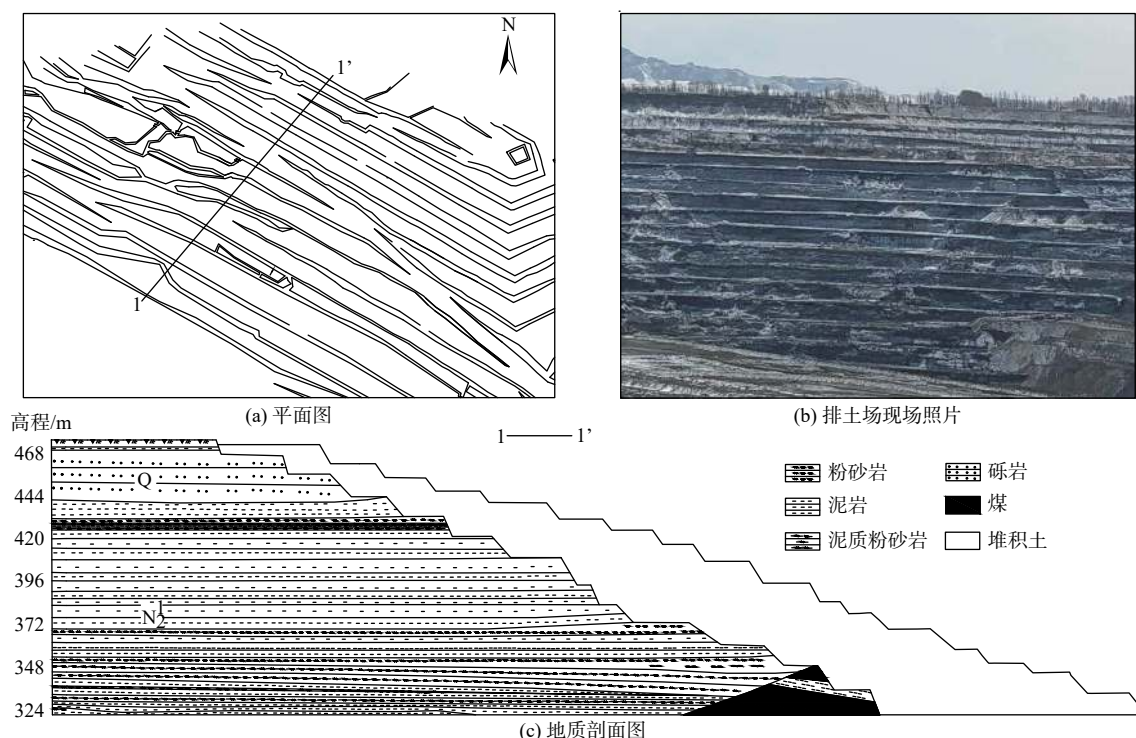 N
1’
1
(a) 平面图
(b) 排土场现场照片
高程/m
1 1’
468
444
420
396
372
348
324
Q
N₂¹
粉砂岩
砾岩
泥岩
煤
泥质粉砂岩
堆积土
(c) 地质剖面图